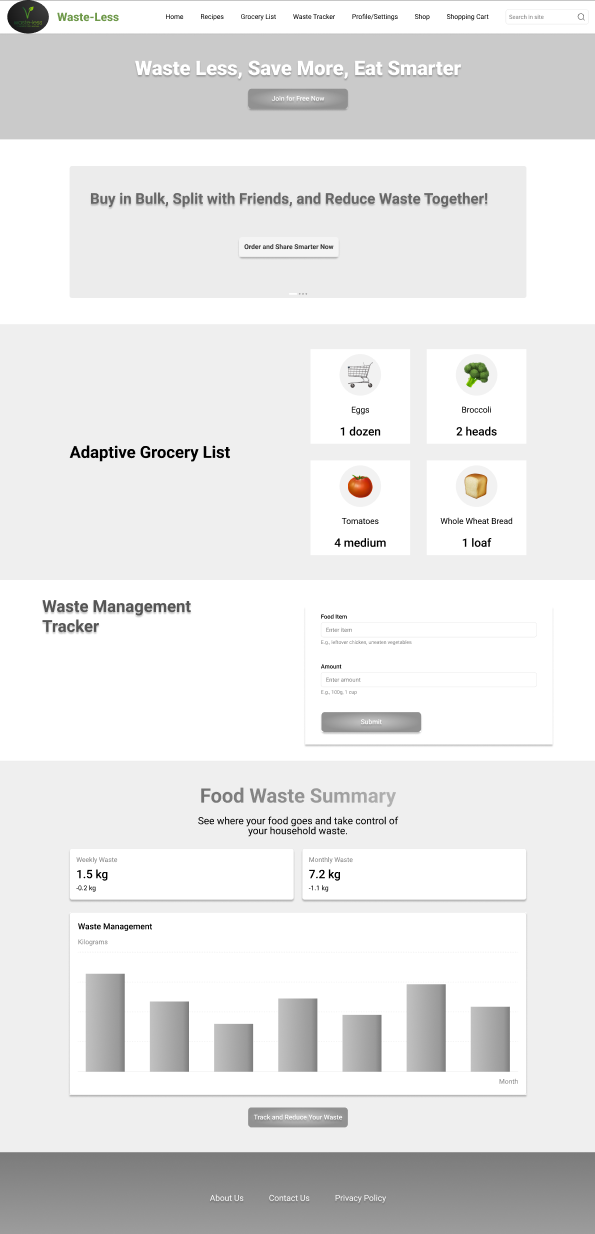 Waste-Less
Home
Recipes
Grocery List
Waste Tracker
Profile/Settings
Shop
Shopping Cart
Search in site
Waste Less, Save More, Eat Smarter
Join for Free Now
Buy in Bulk, Split with Friends, and Reduce Waste Together!
Order and Share Smarter Now
Adaptive Grocery List
Eggs
1 dozen
Broccoli
2 heads
Tomatoes
4 medium
Whole Wheat Bread
1 loaf
Waste Management
Tracker
Food Item
Enter item
E.g., leftover chicken, uneaten vegetables
Amount
Enter amount
E.g., 100g, 1 cup
Submit
Food Waste Summary
See where your food goes and take control of
your household waste.
Weekly Waste
1.5 kg
-0.2 kg
Monthly Waste
7.2 kg
-1.1 kg
Waste Management
Kilograms
Month
Track and Reduce Your Waste
About Us
Contact Us
Privacy Policy